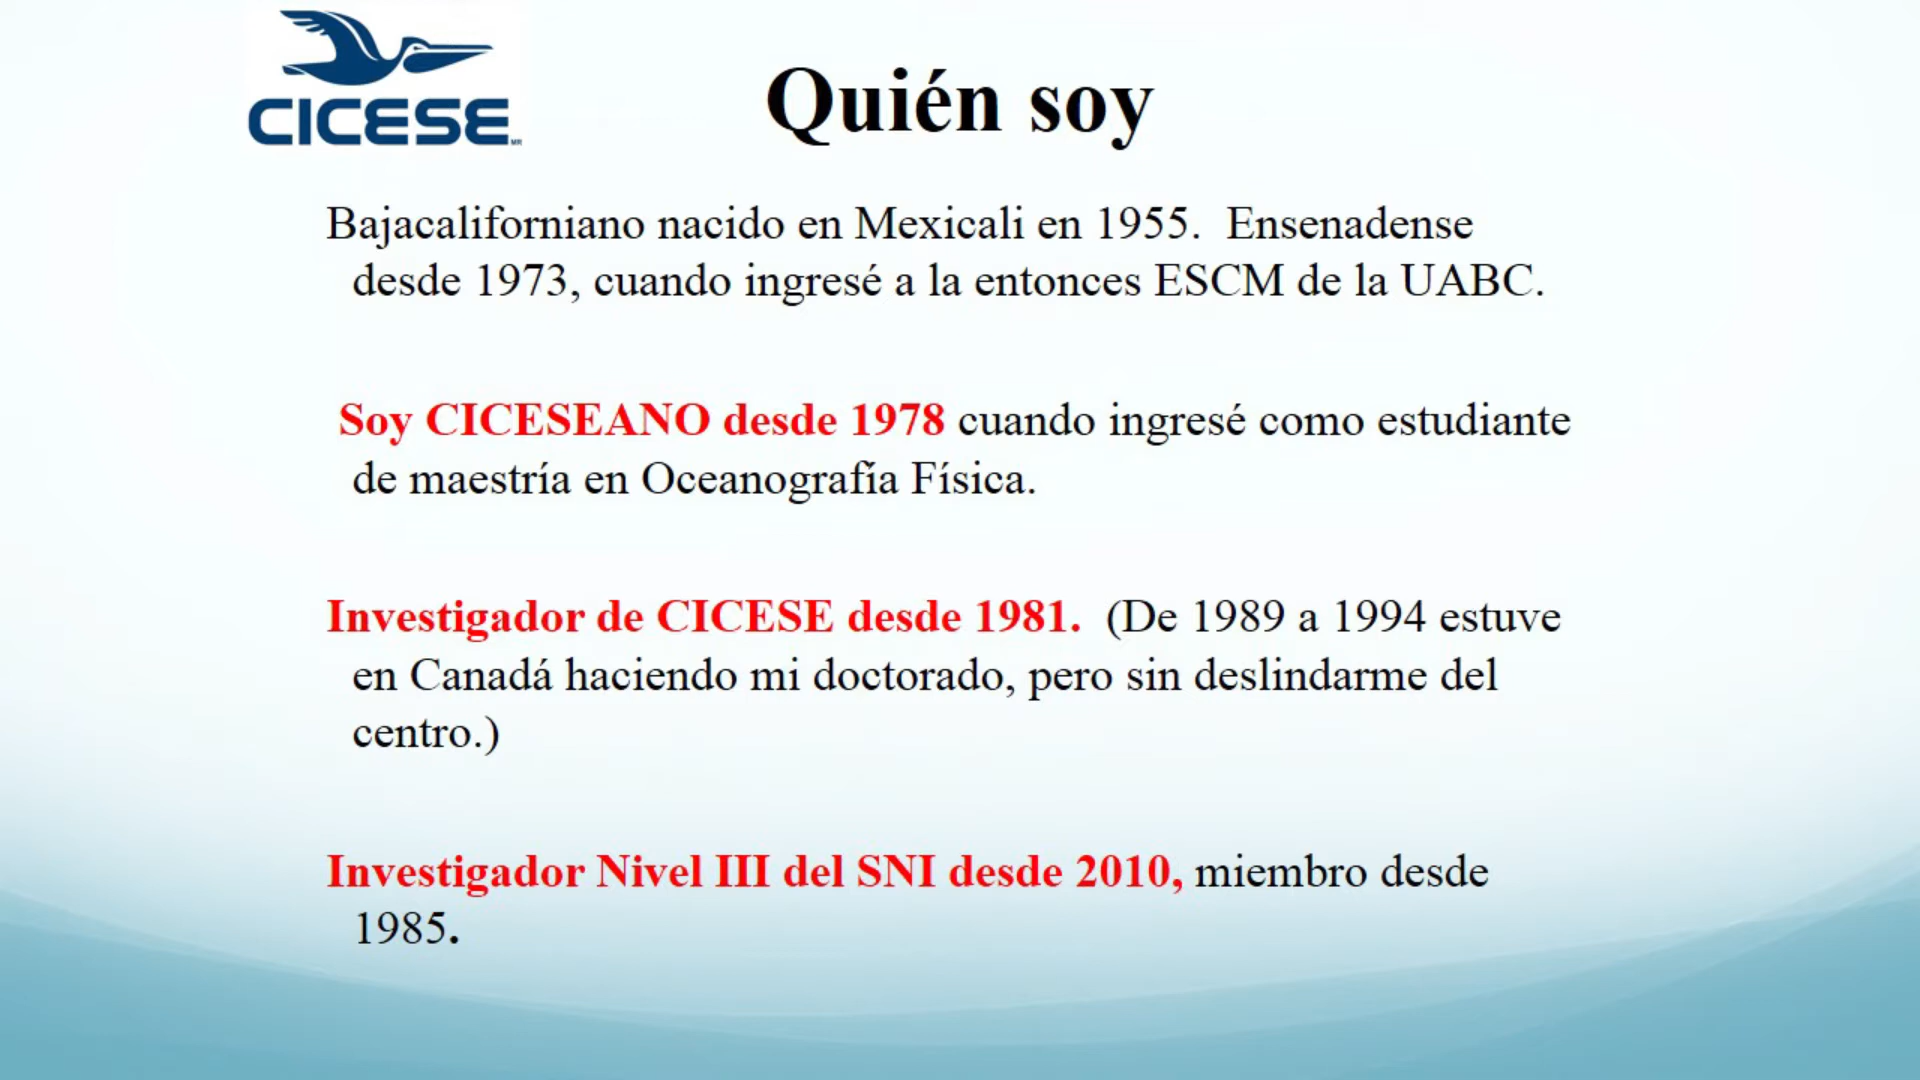 CICESE MR
Quién soy
Bajacaliforniano nacido en Mexicali en 1955. Ensenadense
desde 1973, cuando ingresé a la entonces ESCM de la UABC.
Soy CICESEANO desde 1978 cuando ingresé como estudiante
de maestría en Oceanografía Física.
Investigador de CICESE desde 1981. (De 1989 a 1994 estuve
en Canadá haciendo mi doctorado, pero sin deslindarme del
centro.)
Investigador Nivel III del SNI desde 2010, miembro desde
1985.